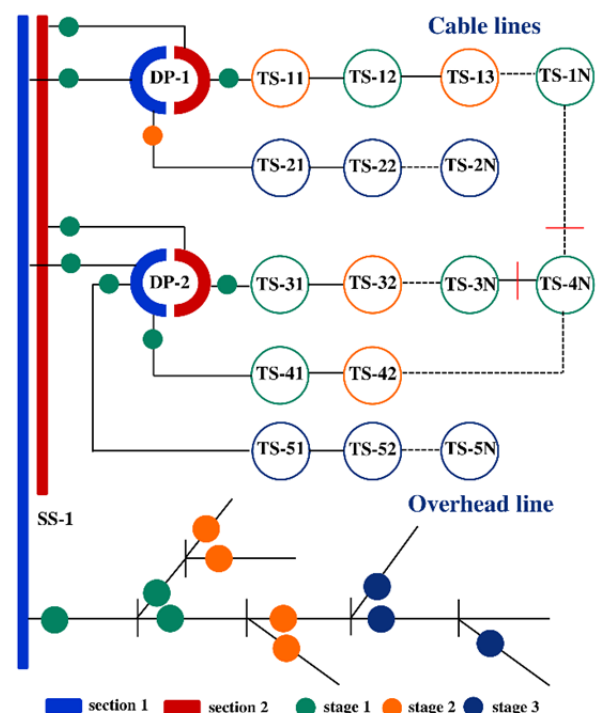 Cable lines
DP-1
TS-11
TS-12
TS-13
TS-1N
TS-21
TS-22
TS-2N
DP-2
TS-31
TS-32
TS-3N
TS-4N
TS-41
TS-42
TS-51
TS-52
TS-5N
SS-1
Overhead line
section 1 section 2 stage 1 stage 2 stage 3